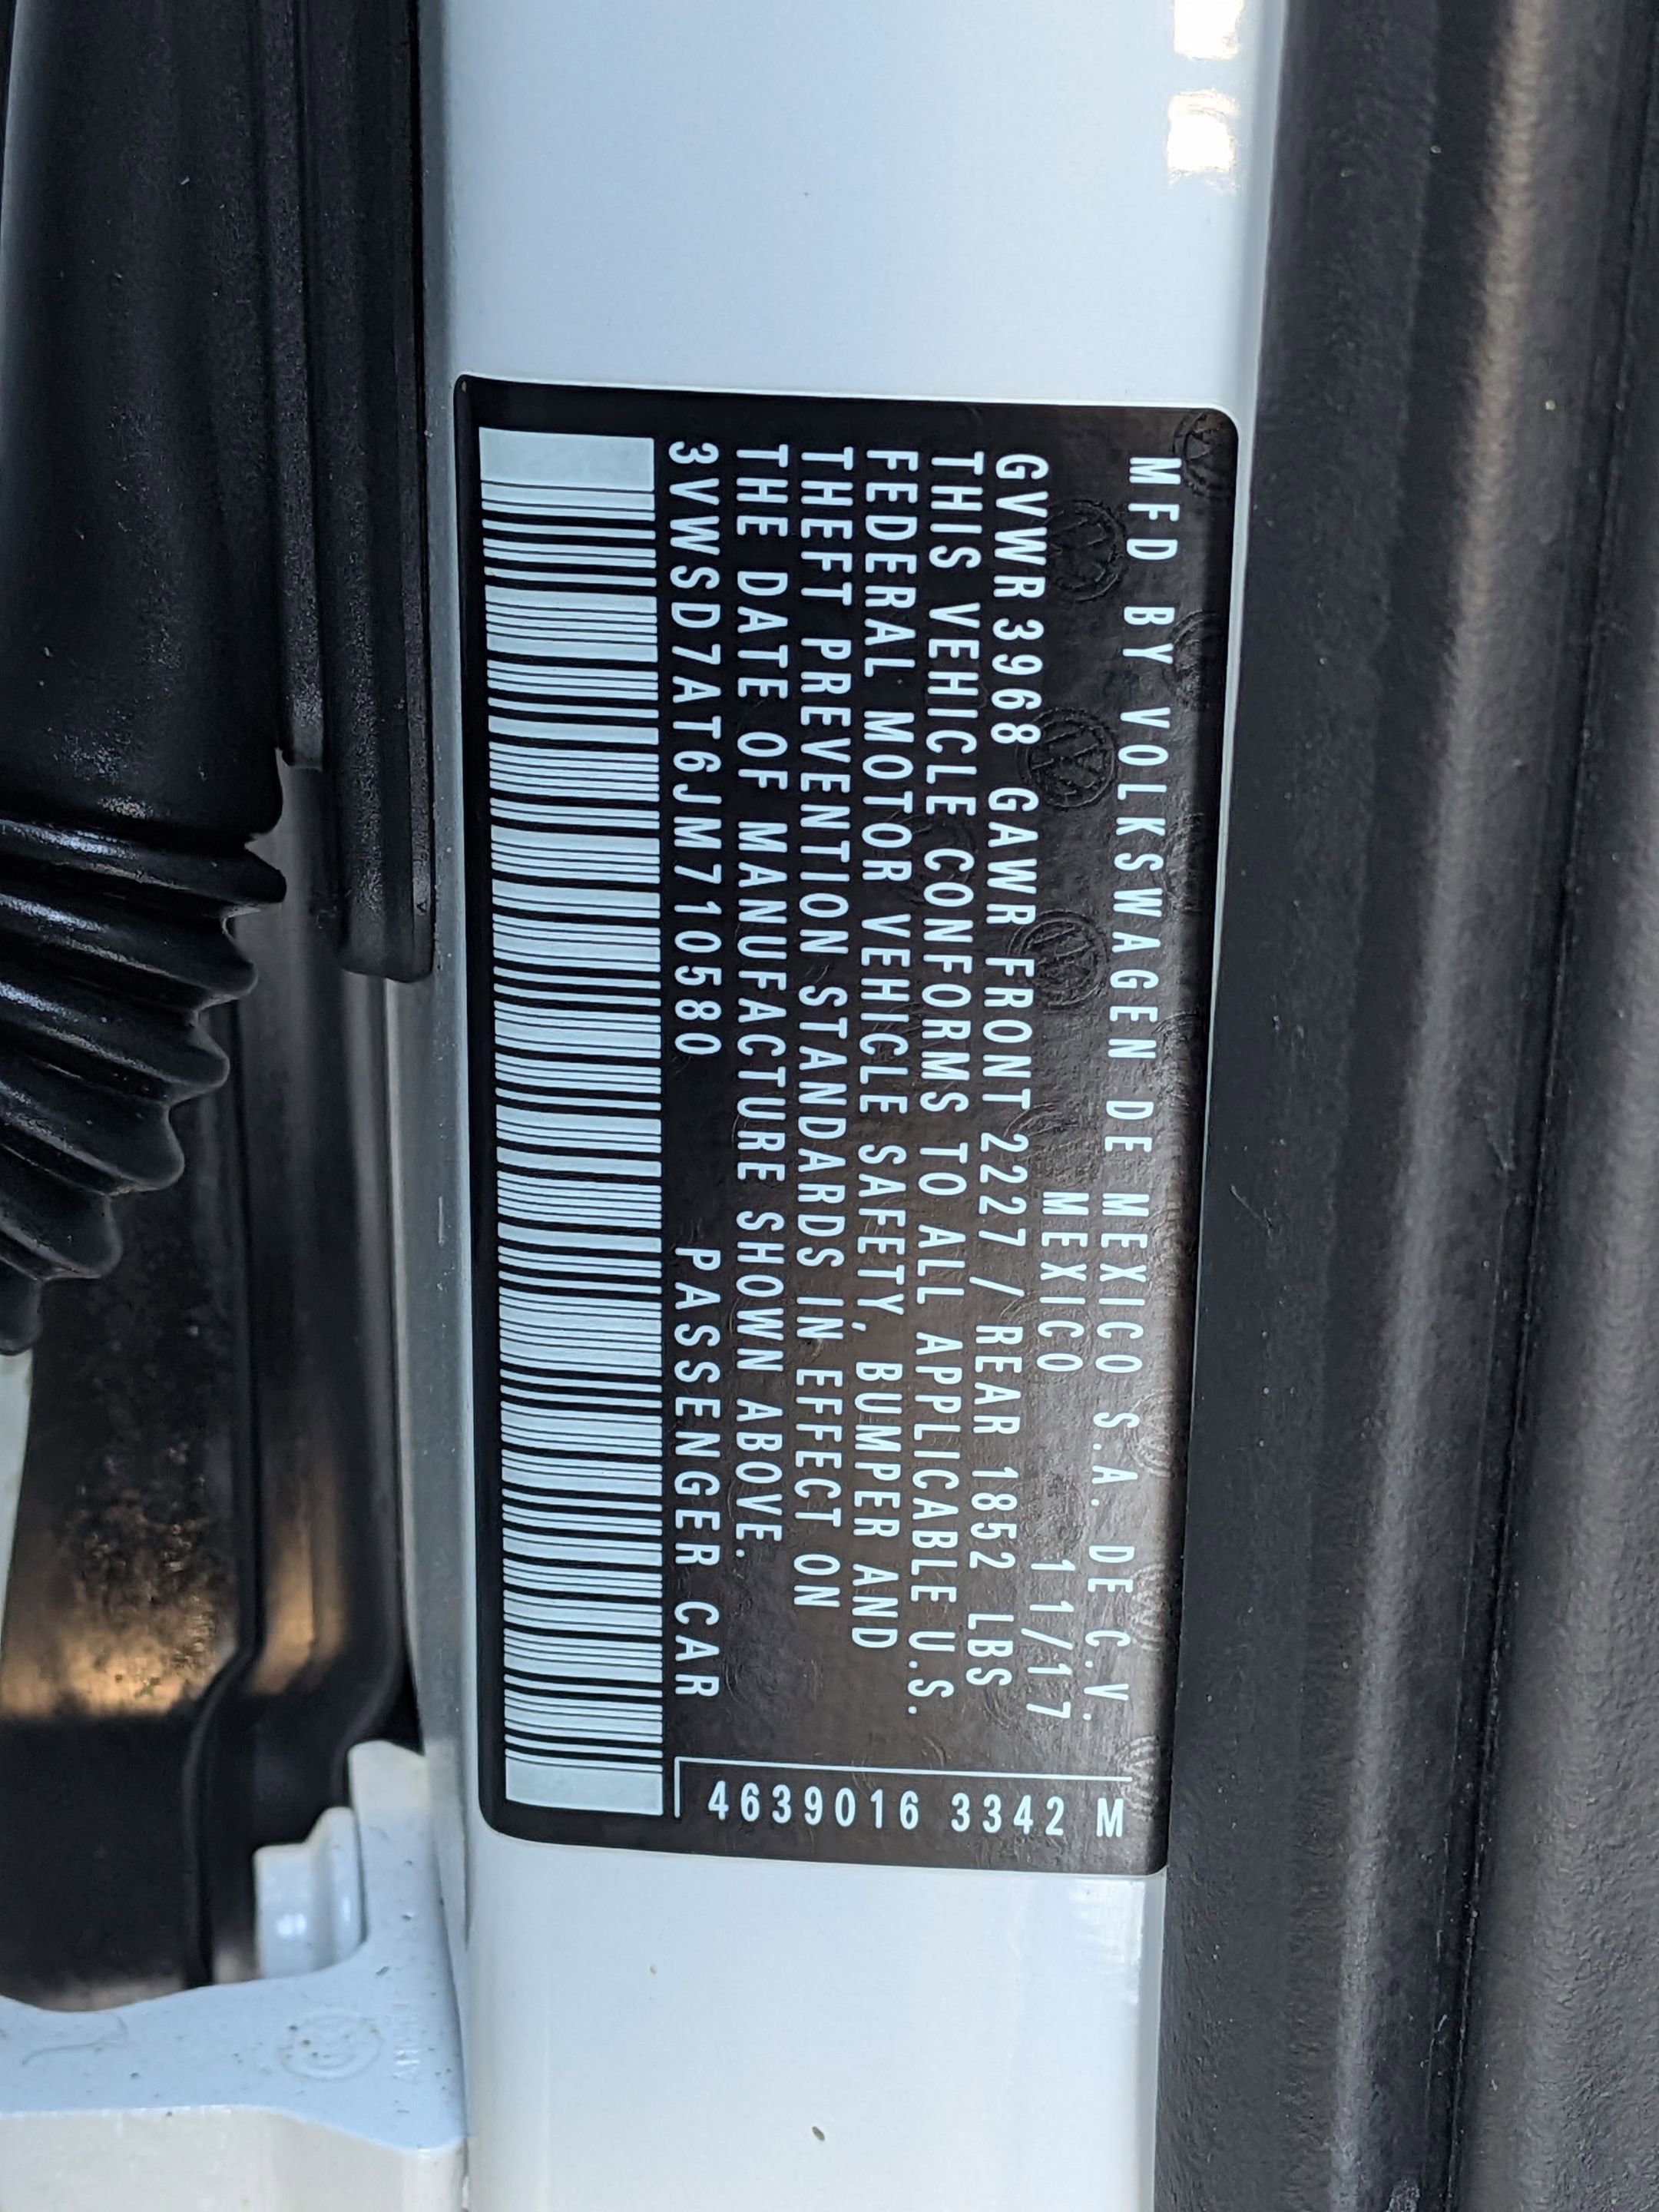 MFD BY VOLKSWAGEN DE MEXICO S.A. DE C.V.
MEXICO 11/17
GVWR 3968 GAWR FRONT 2227 / REAR 1852 LBS
THIS VEHICLE CONFORMS TO ALL APPLICABLE U.S.
FEDERAL MOTOR VEHICLE SAFETY, BUMPER AND
THEFT PREVENTION STANDARDS IN EFFECT ON
THE DATE OF MANUFACTURE SHOWN ABOVE.
3VWSD7AT6JM710580 PASSENGER CAR
4639016 3342 M